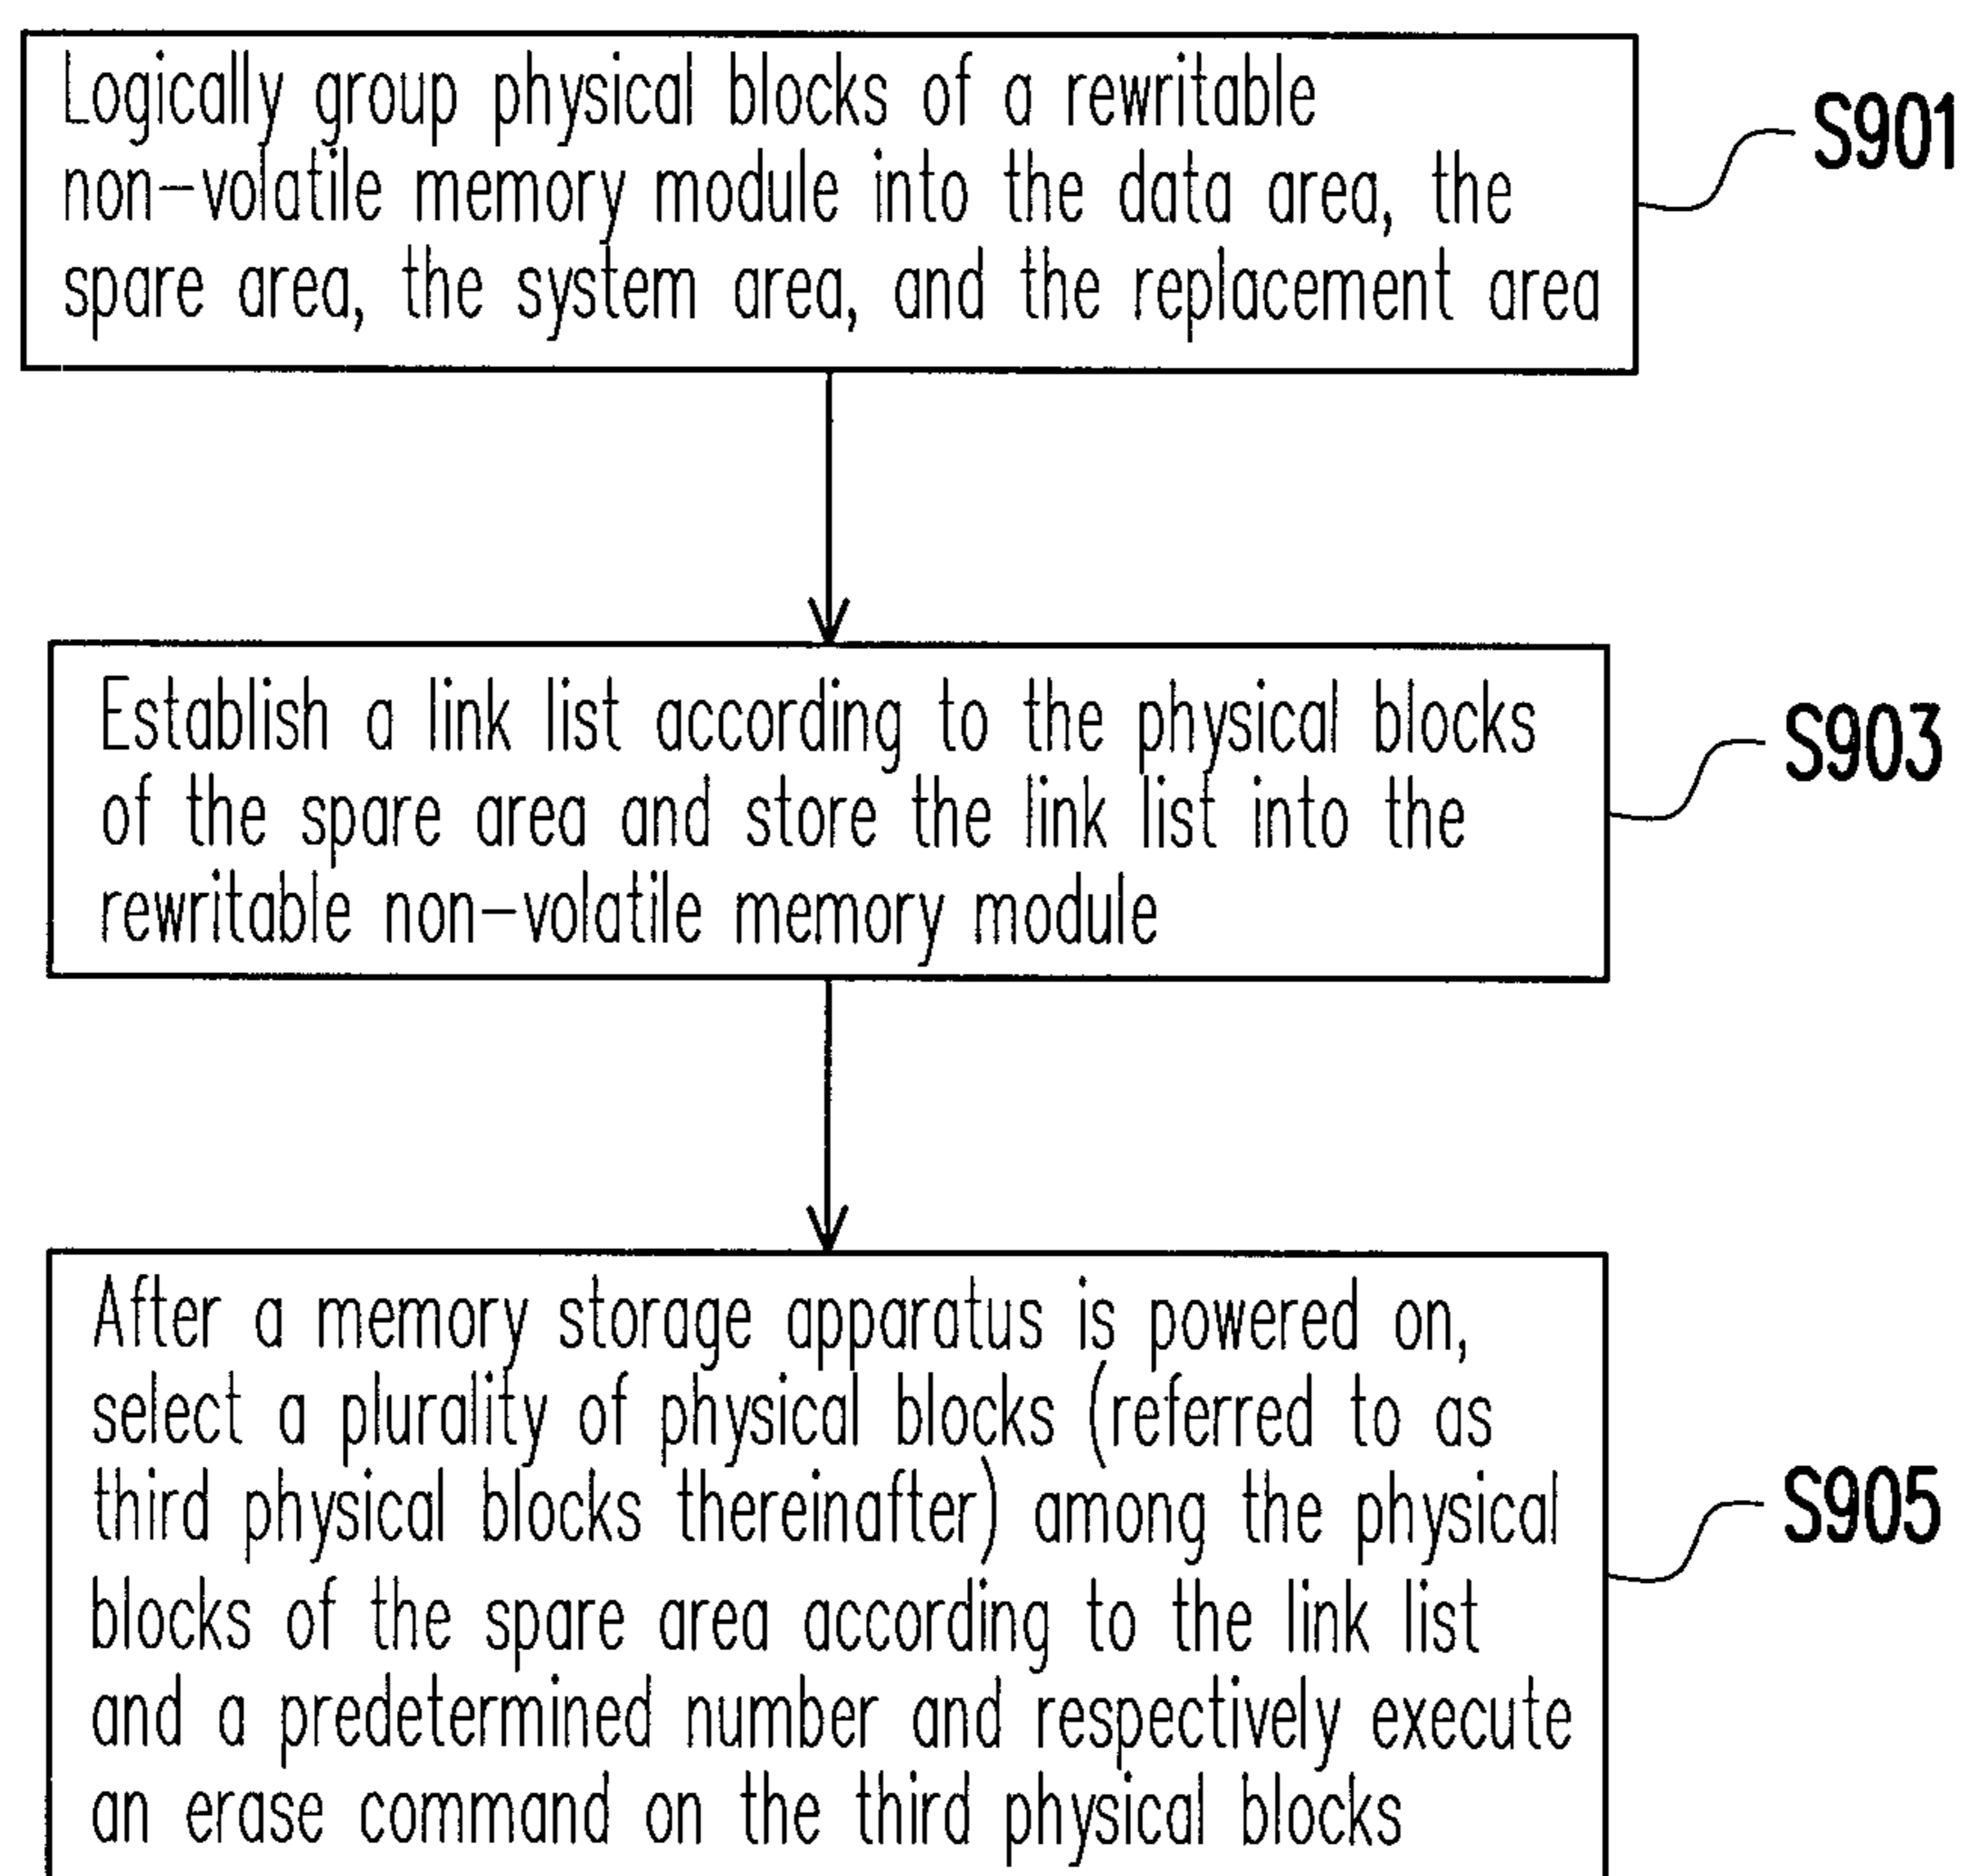 Logically group physical blocks of a rewritable
non-volatile memory module into the data area, the
spare area, the system area, and the replacement area
S901
Establish a link list according to the physical blocks
of the spare area and store the link list into the
rewritable non-volatile memory module
S903
After a memory storage apparatus is powered on,
select a plurality of physical blocks (referred to as
third physical blocks thereinafter) among the physical
blocks of the spare area according to the link list
and a predetermined number and respectively execute
an erase command on the third physical blocks
S905